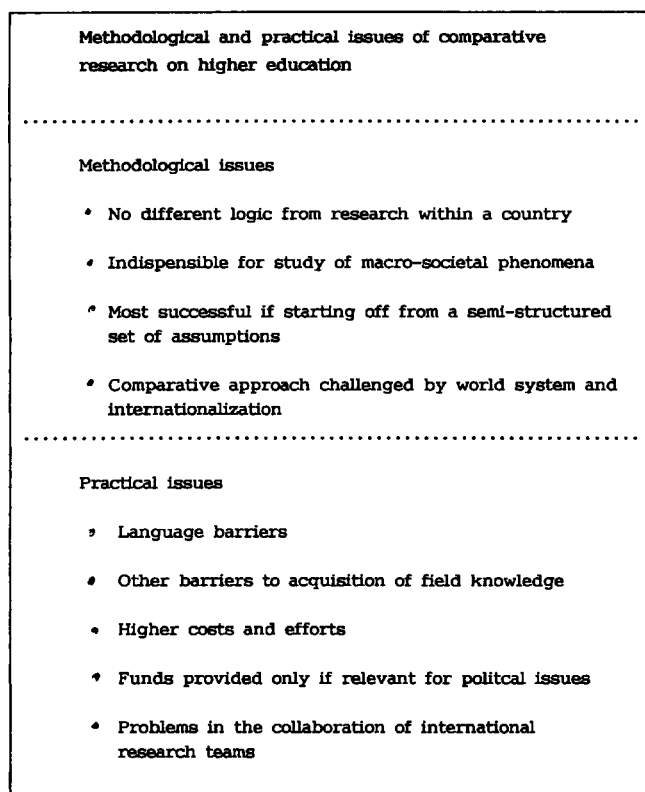 Methodological and practical issues of comparative
research on higher education
Methodological issues
• No different logic from research within a country
• Indispensible for study of macro-societal phenomena
• Most successful if starting off from a semi-structured
set of assumptions
• Comparative approach challenged by world system and
internationalization
Practical issues
• Language barriers
• Other barriers to acquisition of field knowledge
• Higher costs and efforts
• Funds provided only if relevant for politcal issues
• Problems in the collaboration of international
research teams